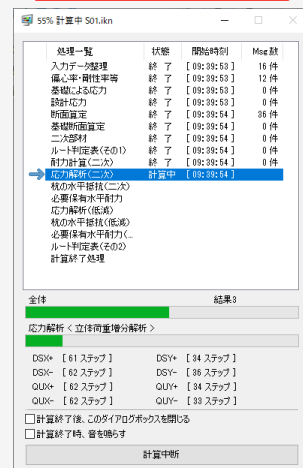 55% 計算中 S01.ikn
処理一覧 状態 開始時刻 Msg数
入力データ整理 終 了 [ 09:39:53 ] 16 件
偏心率・剛性率等 終 了 [ 09:39:53 ] 12 件
基礎による応力 終 了 [ 09:39:53 ] 0 件
設計応力 終 了 [ 09:39:53 ] 0 件
断面算定 終 了 [ 09:39:54 ] 36 件
基礎断面算定 終 了 [ 09:39:54 ] 0 件
二次部材 終 了 [ 09:39:54 ] 0 件
ルート判定表(その1) 終 了 [ 09:39:54 ] 0 件
耐力計算(二次) 終 了 [ 09:39:54 ] 0 件
応力解析(二次) 計算中 [ 09:39:54 ]
杭の水平抵抗(二次)
必要保有水平耐力
応力解析(低減)
杭の水平抵抗(低減)
必要保有水平耐力(...
ルート判定表(その2)
計算終了処理
全体 結果3
応力解析 < 立体荷重増分解析 >
DSX+ [ 61 ステップ ] DSY+ [ 34 ステップ ]
DSX- [ 62 ステップ ] DSY- [ 36 ステップ ]
QUX+ [ 62 ステップ ] QUY+ [ 34 ステップ ]
QUX- [ 62 ステップ ] QUY- [ 33 ステップ ]
計算終了後、このダイアログボックスを閉じる
計算終了時、音を鳴らす
計算中断